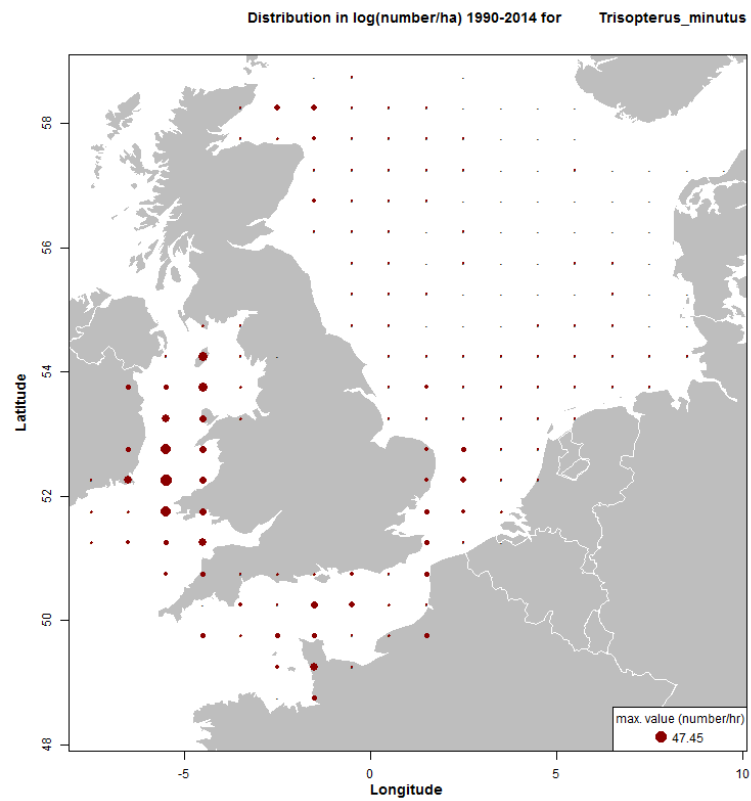 Distribution in log(number/ha) 1990-2014 for Trisopterus_minutus
58
56
54
52
50
48
Latitude
-5
0
5
10
Longitude
max. value (number/hr)
47.45